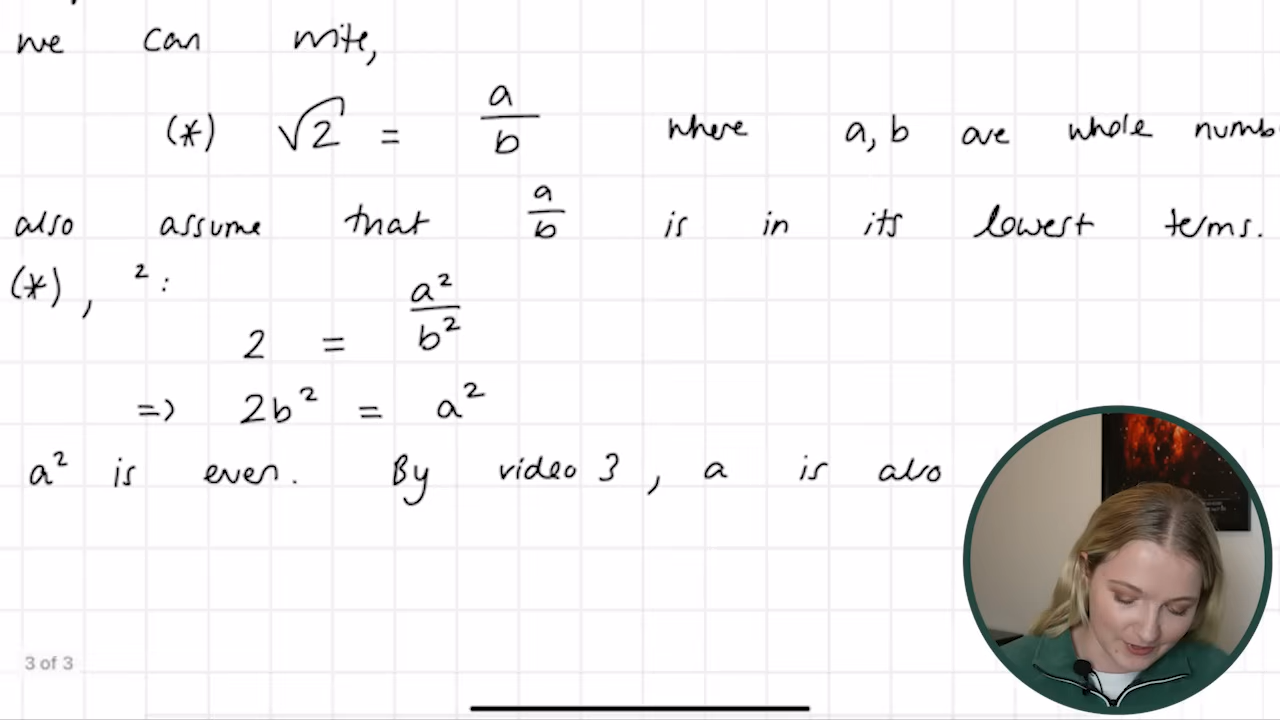 we can write,
(*) √2 = a/b where a, b are whole numb
also assume that a/b is in its lowest terms.
(*), ²:
2 = a²/b²
=> 2b² = a²
a² is even. By video 3, a is also
3 of 3